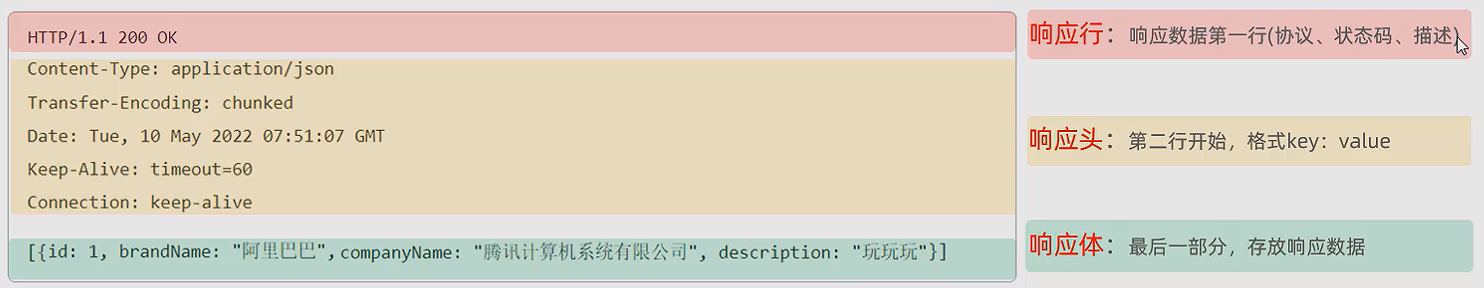 HTTP/1.1 200 OK
响应行：响应数据第一行(协议、状态码、描述)
Content-Type: application/json
Transfer-Encoding: chunked
Date: Tue, 10 May 2022 07:51:07 GMT
Keep-Alive: timeout=60
Connection: keep-alive
响应头：第二行开始，格式key：value
[{id: 1, brandName: "阿里巴巴",companyName: "腾讯计算机系统有限公司", description: "玩玩玩"}]
响应体：最后一部分，存放响应数据